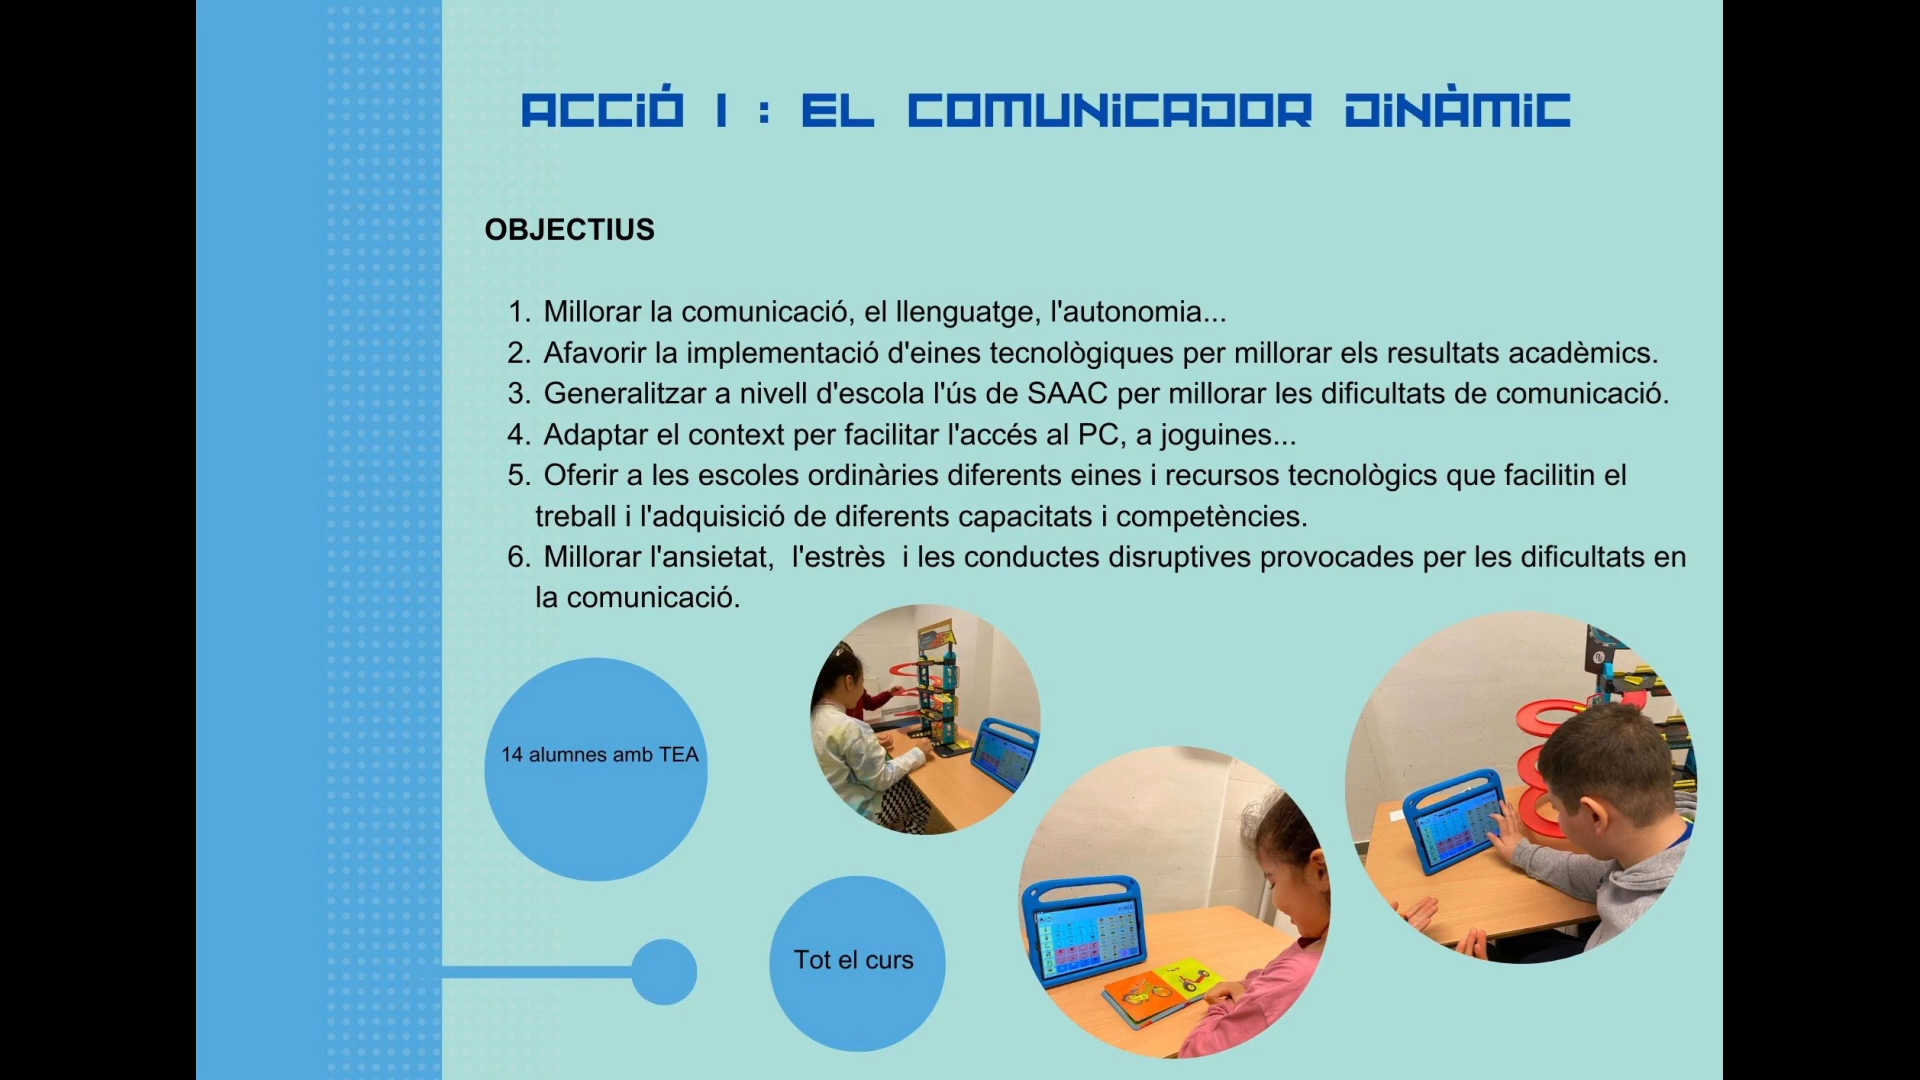 ACCIÓ 1 : EL COMUNICADOR DINÀMIC
OBJECTIUS
1. Millorar la comunicació, el llenguatge, l'autonomia...
2. Afavorir la implementació d'eines tecnològiques per millorar els resultats acadèmics.
3. Generalitzar a nivell d'escola l'ús de SAAC per millorar les dificultats de comunicació.
4. Adaptar el context per facilitar l'accés al PC, a joguines...
5. Oferir a les escoles ordinàries diferents eines i recursos tecnològics que facilitin el
treball i l'adquisició de diferents capacitats i competències.
6. Millorar l'ansietat,  l'estrès  i les conductes disruptives provocades per les dificultats en
la comunicació.
14 alumnes amb TEA
Tot el curs